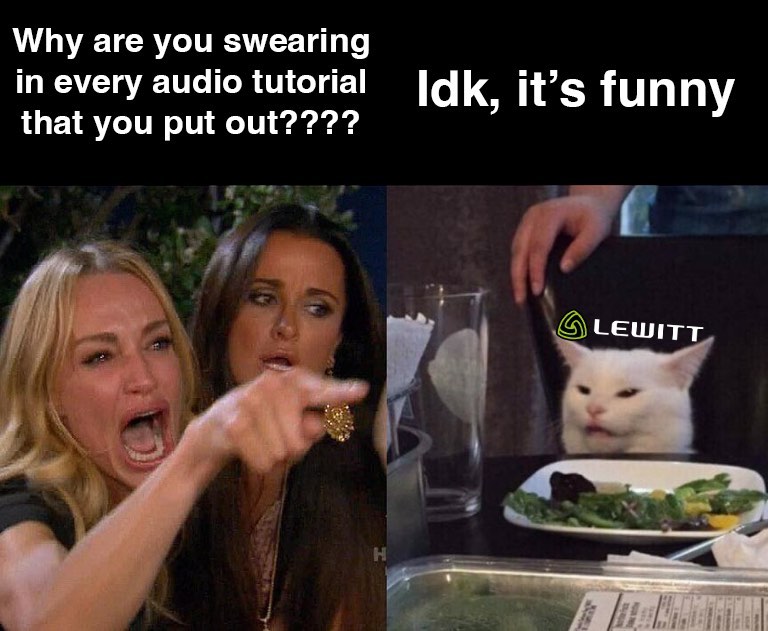 Why are you swearing
in every audio tutorial
that you put out????
Idk, it’s funny
LEWITT
H